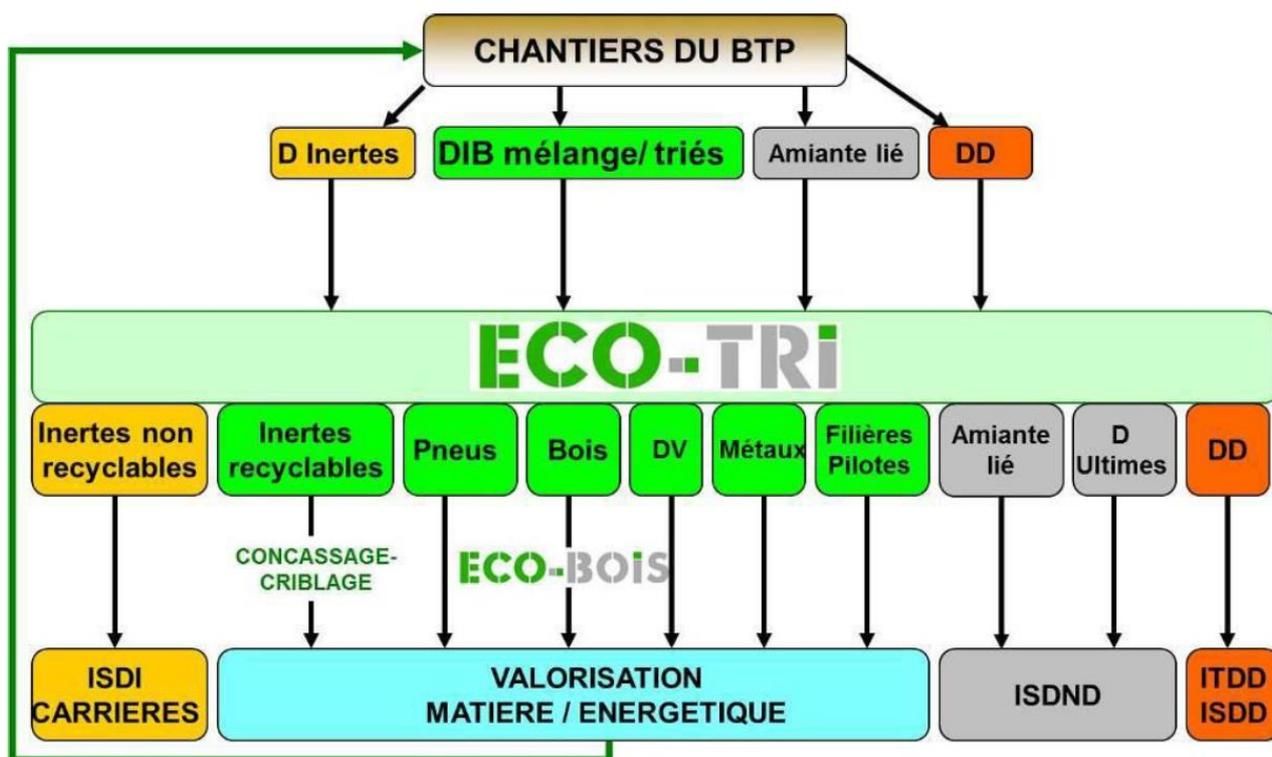 CHANTIERS DU BTP
D Inertes
DIB mélange/ triés
Amiante lié
DD
ECO-TRi
Inertes non
recyclables
Inertes
recyclables
Pneus
Bois
DV
Métaux
Filières
Pilotes
Amiante
lié
D
Ultimes
DD
CONCASSAGE-
CRIBLAGE
ECO-BOiS
ISDI
CARRIERES
VALORISATION
MATIERE / ENERGETIQUE
ISDND
ITDD
ISDD